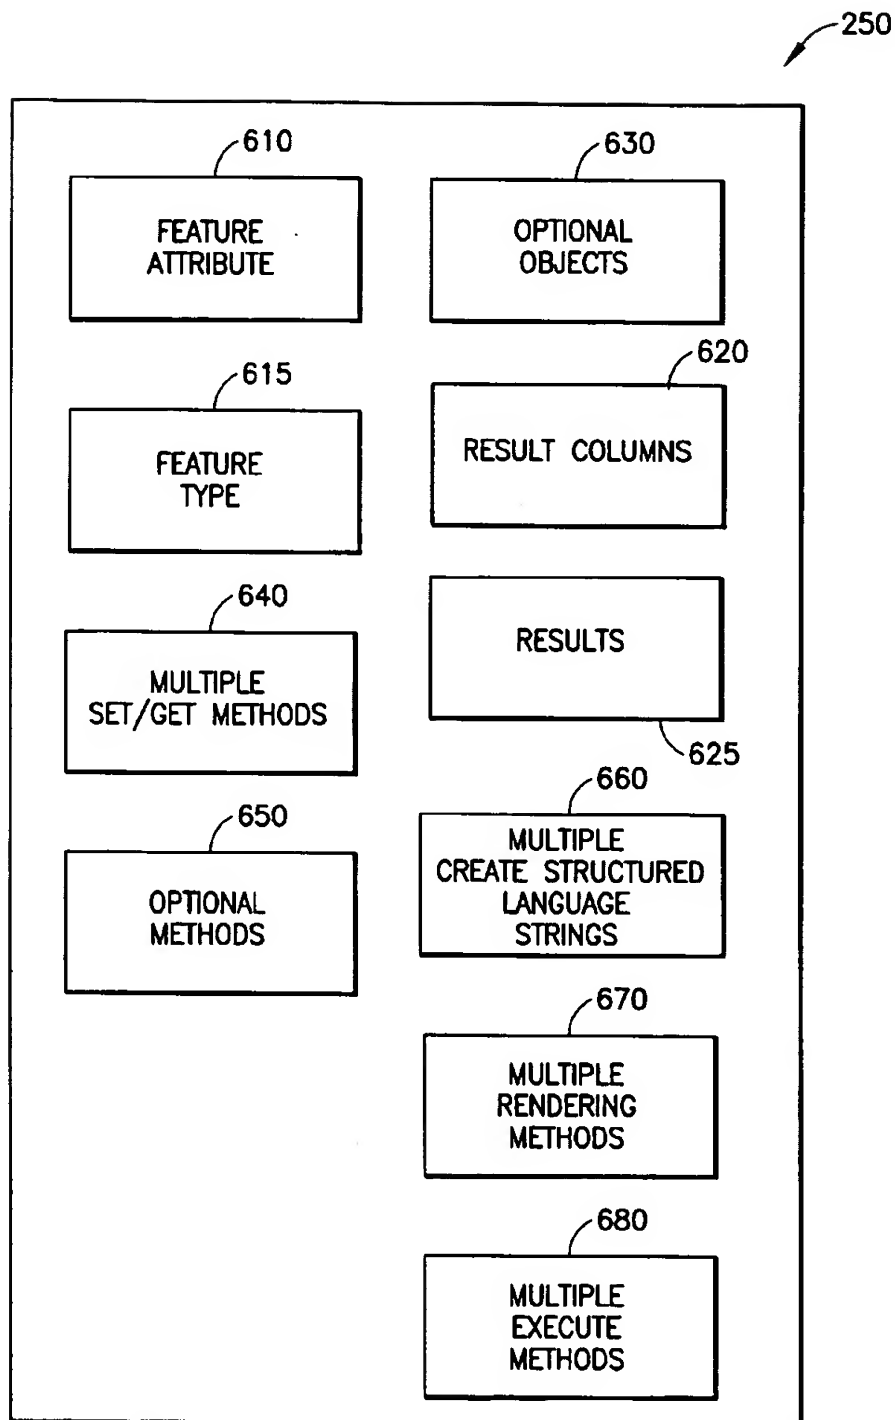 250
610
FEATURE
ATTRIBUTE
630
OPTIONAL
OBJECTS
615
FEATURE
TYPE
620
RESULT COLUMNS
640
MULTIPLE
SET/GET METHODS
RESULTS
625
650
OPTIONAL
METHODS
660
MULTIPLE
CREATE STRUCTURED
LANGUAGE
STRINGS
670
MULTIPLE
RENDERING
METHODS
680
MULTIPLE
EXECUTE
METHODS